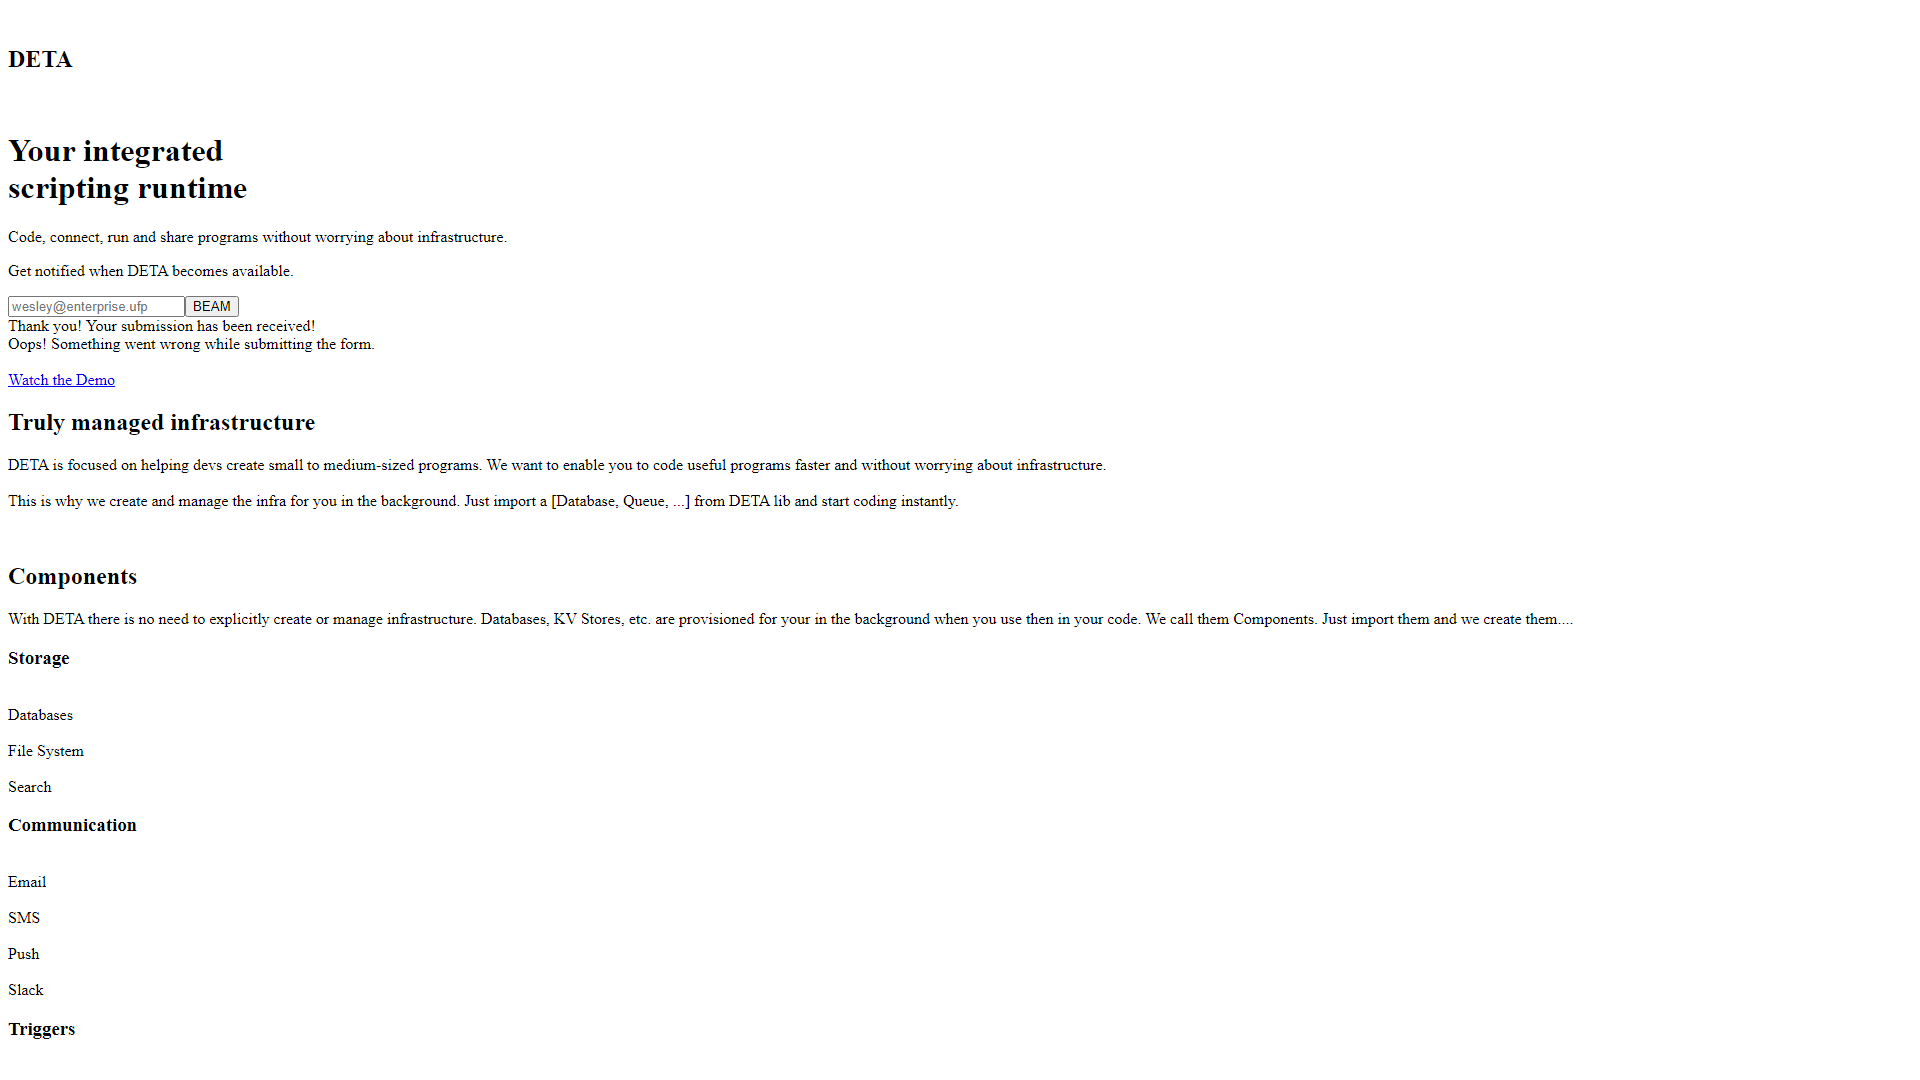 DETA
Your integrated
scripting runtime
Code, connect, run and share programs without worrying about infrastructure.
Get notified when DETA becomes available.
wesley@enterprise.ufp BEAM
Thank you! Your submission has been received!
Oops! Something went wrong while submitting the form.
Watch the Demo
Truly managed infrastructure
DETA is focused on helping devs create small to medium-sized programs. We want to enable you to code useful programs faster and without worrying about infrastructure.
This is why we create and manage the infra for you in the background. Just import a [Database, Queue, ...] from DETA lib and start coding instantly.
Components
With DETA there is no need to explicitly create or manage infrastructure. Databases, KV Stores, etc. are provisioned for your in the background when you use then in your code. We call them Components. Just import them and we create them....
Storage
Databases
File System
Search
Communication
Email
SMS
Push
Slack
Triggers